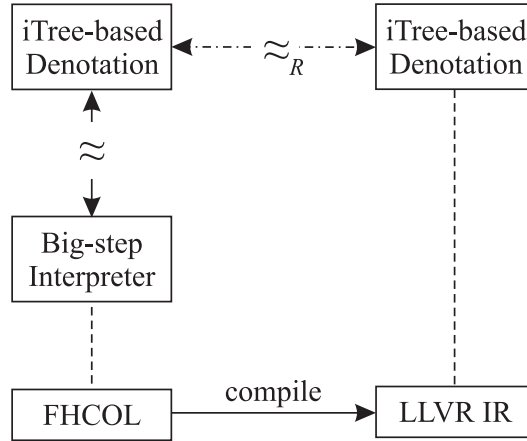 iTree-based
Denotation
≈R
iTree-based
Denotation
≈
Big-step
Interpreter
FHCOL
compile
LLVR IR